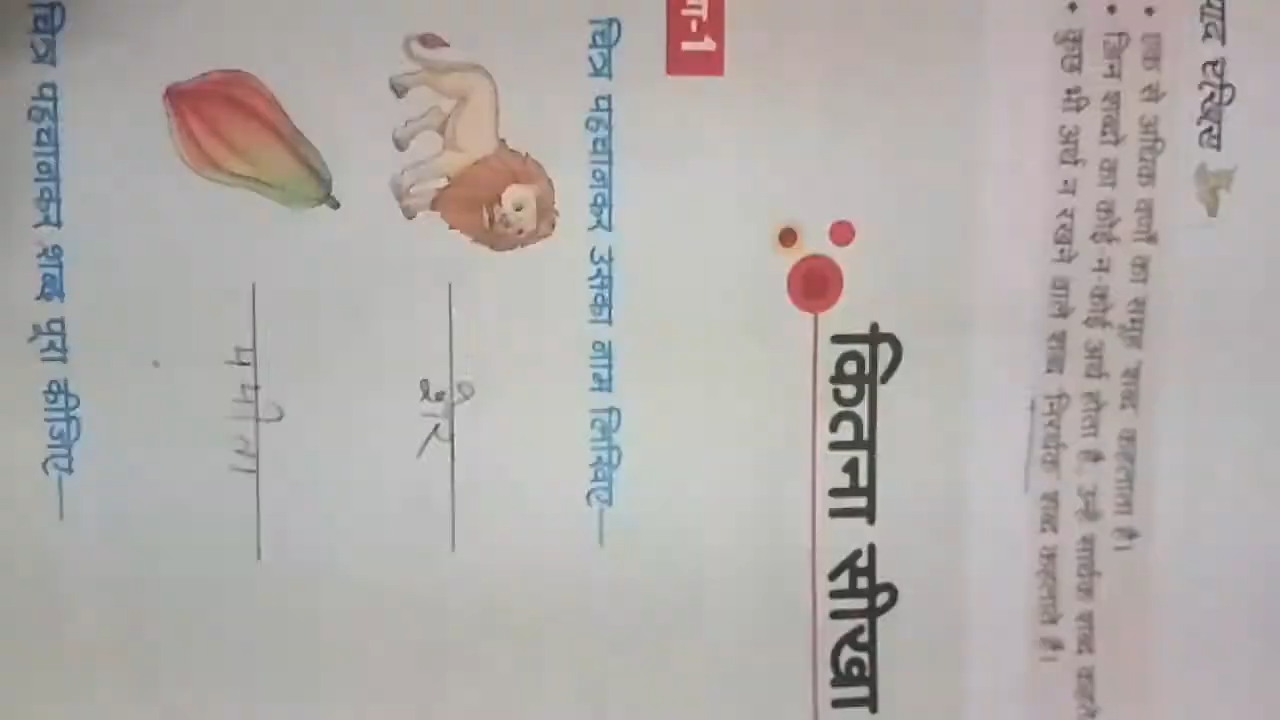 याद रखिए
• एक से अधिक वर्णों का समूह शब्द कहलाता है।
• जिन शब्दों का कोई न-कोई अर्थ होता है, उन्हें सार्थक शब्द कहते
• कुछ भी अर्थ न रखने वाले शब्द निरर्थक शब्द कहलाते हैं।
कितना सीखा
-1
चित्र पहचानकर उसका नाम लिखिए—
शेर
पपीता
चित्र पहचानकर शब्द पूरा कीजिए—